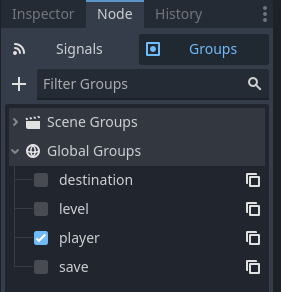 Inspector Node History
Signals Groups
Filter Groups
Scene Groups
Global Groups
destination
level
player
save